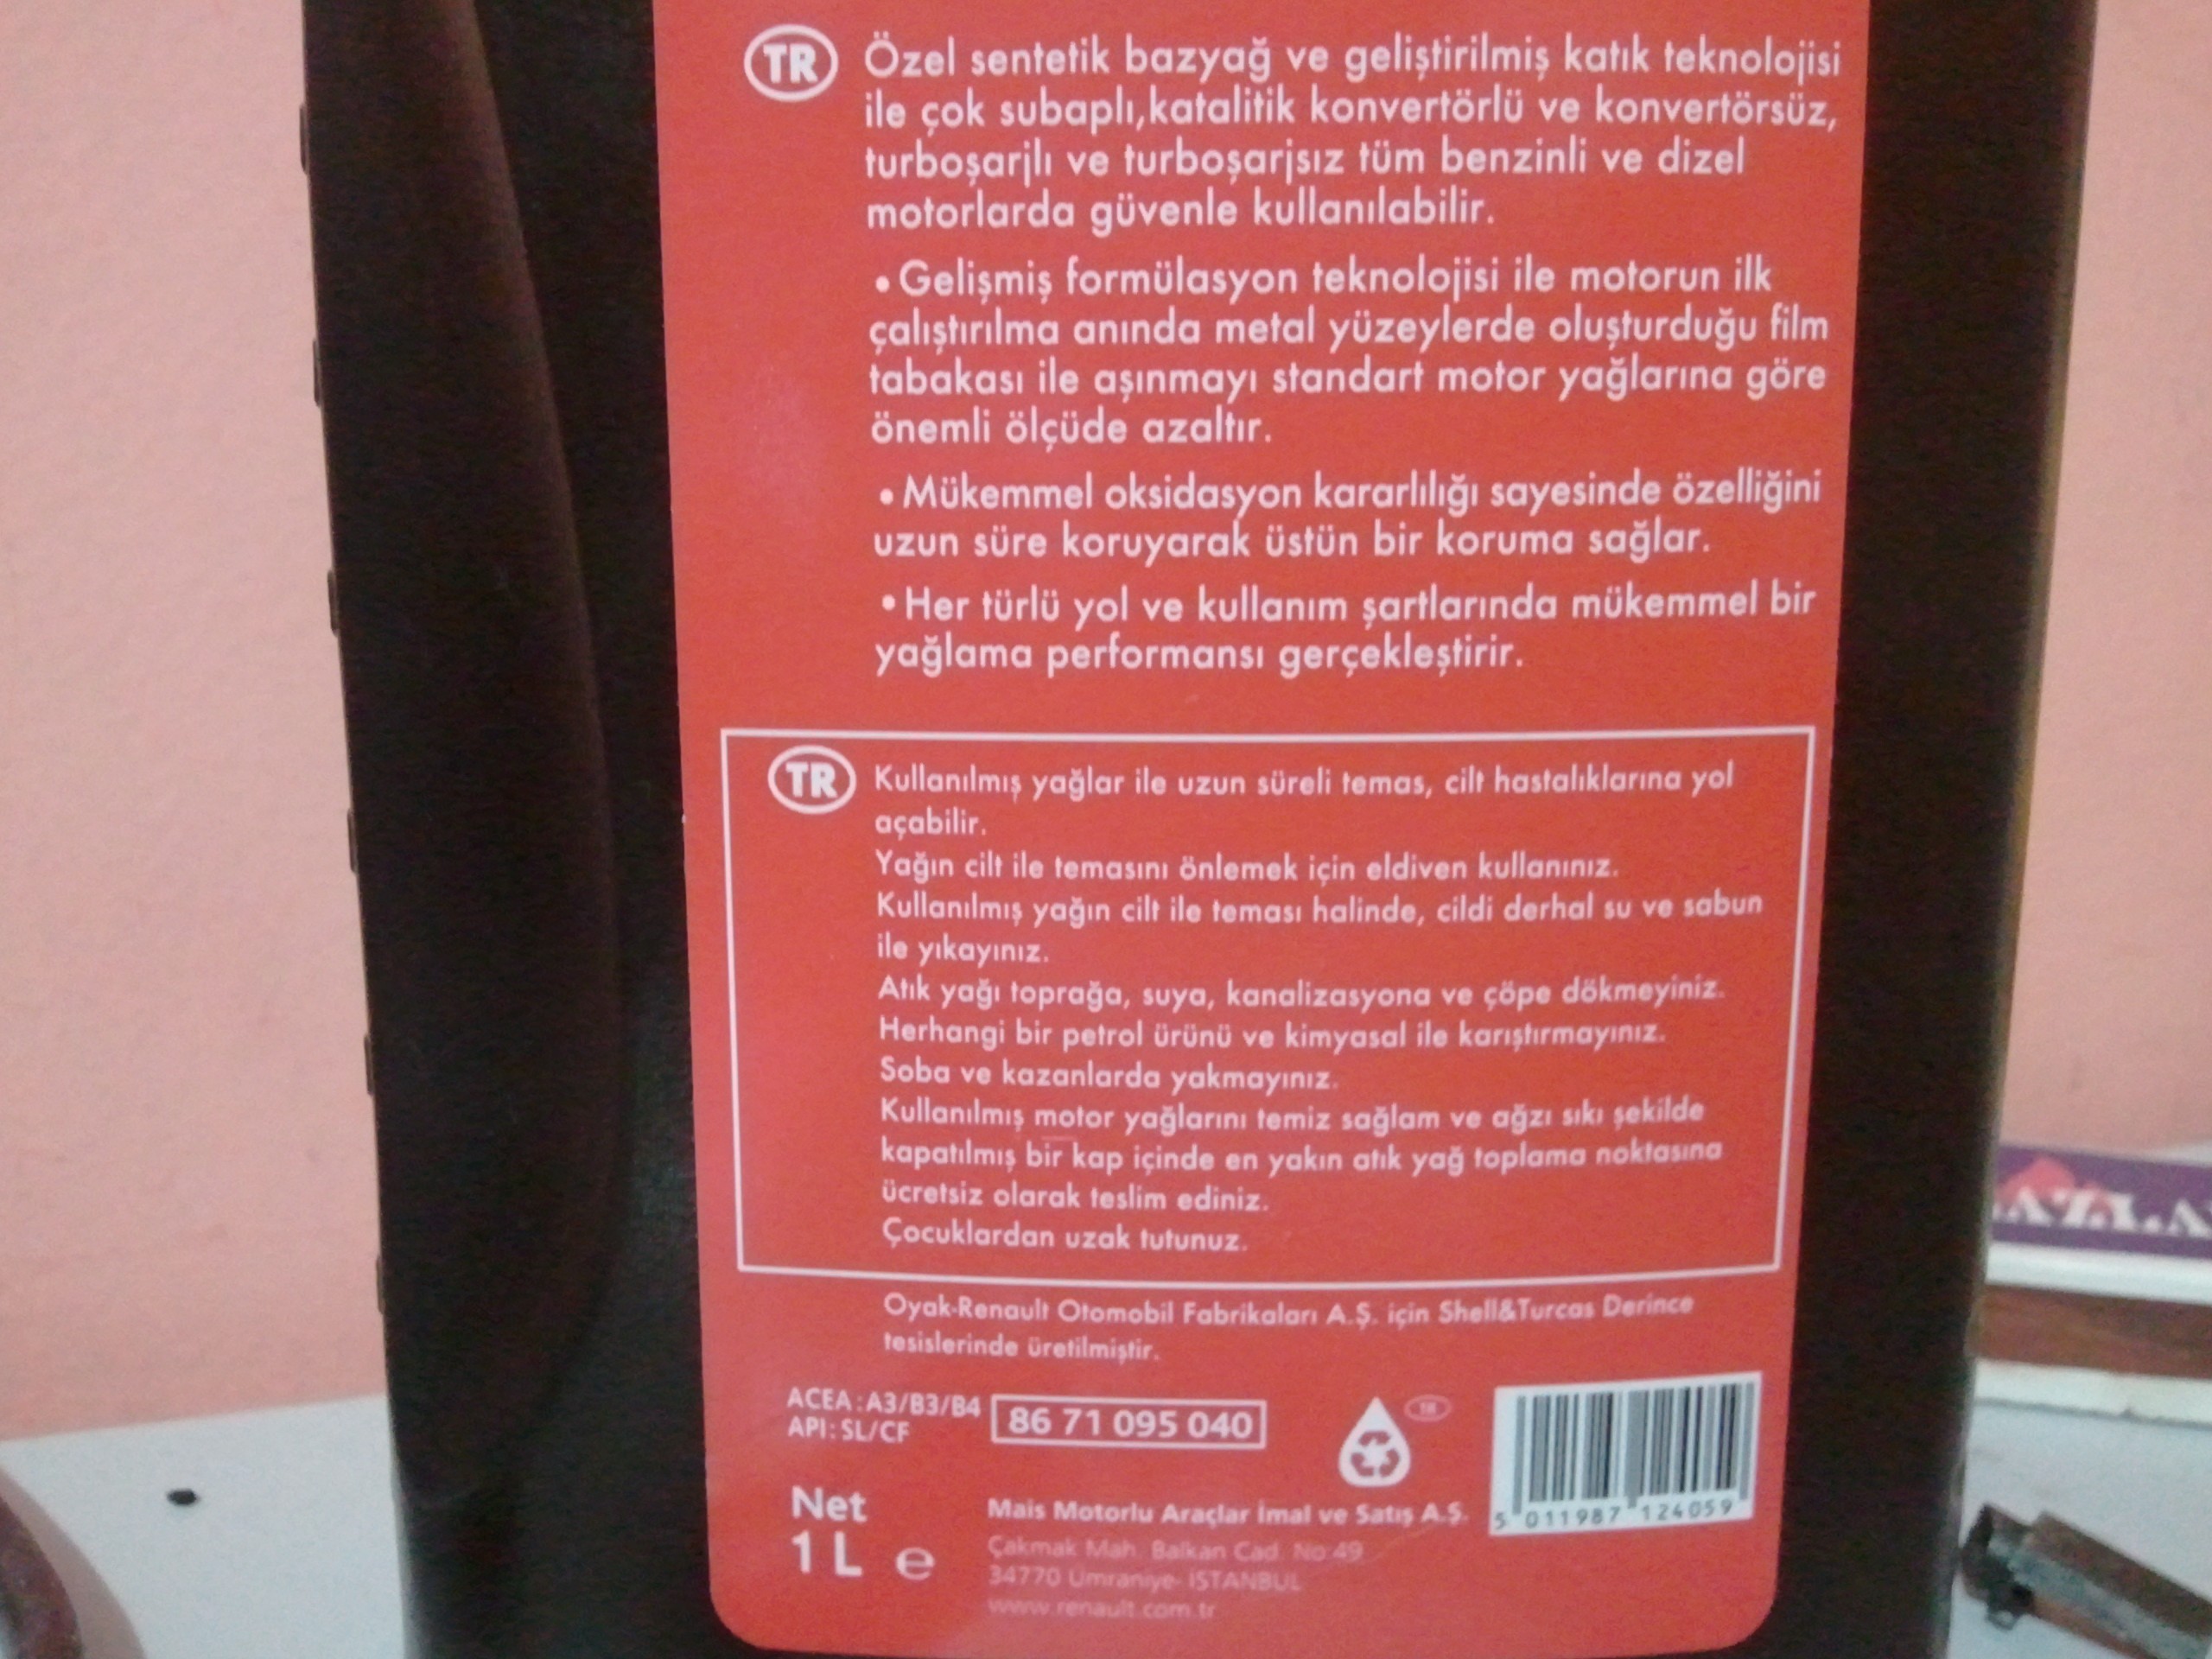 TR Özel sentetik bazyağ ve geliştirilmiş katık teknolojisi
ile çok subaplı,katalitik konvertörlü ve konvertörsüz,
turboşarjlı ve turboşarjsız tüm benzinli ve dizel
motorlarda güvenle kullanılabilir.
• Gelişmiş formülasyon teknolojisi ile motorun ilk
çalıştırılma anında metal yüzeylerde oluşturduğu film
tabakası ile aşınmayı standart motor yağlarına göre
önemli ölçüde azaltır.
• Mükemmel oksidasyon kararlılığı sayesinde özelliğini
uzun süre koruyarak üstün bir koruma sağlar.
• Her türlü yol ve kullanım şartlarında mükemmel bir
yağlama performansı gerçekleştirir.
TR Kullanılmış yağlar ile uzun süreli temas, cilt hastalıklarına yol
açabilir.
Yağın cilt ile temasını önlemek için eldiven kullanınız.
Kullanılmış yağın cilt ile teması halinde, cildi derhal su ve sabun
ile yıkayınız.
Atık yağı toprağa, suya, kanalizasyona ve çöpe dökmeyiniz.
Herhangi bir petrol ürünü ve kimyasal ile karıştırmayınız.
Soba ve kazanlarda yakmayınız.
Kullanılmış motor yağlarını temiz sağlam ve ağzı sıkı şekilde
kapatılmış bir kap içinde en yakın atık yağ toplama noktasına
ücretsiz olarak teslim ediniz.
Çocuklardan uzak tutunuz.
Oyak-Renault Otomobil Fabrikaları A.Ş. için Shell&Turcas Derince
tesislerinde üretilmiştir.
ACEA:A3/B3/B4
API:SL/CF
86 71 095 040
Net
1 L e
Mais Motorlu Araçlar İmal ve Satış A.Ş.
Çakmak Mah. Balkan Cad. No:49
34770 Ümraniye- İSTANBUL
www.renault.com.tr
5 011987 124059